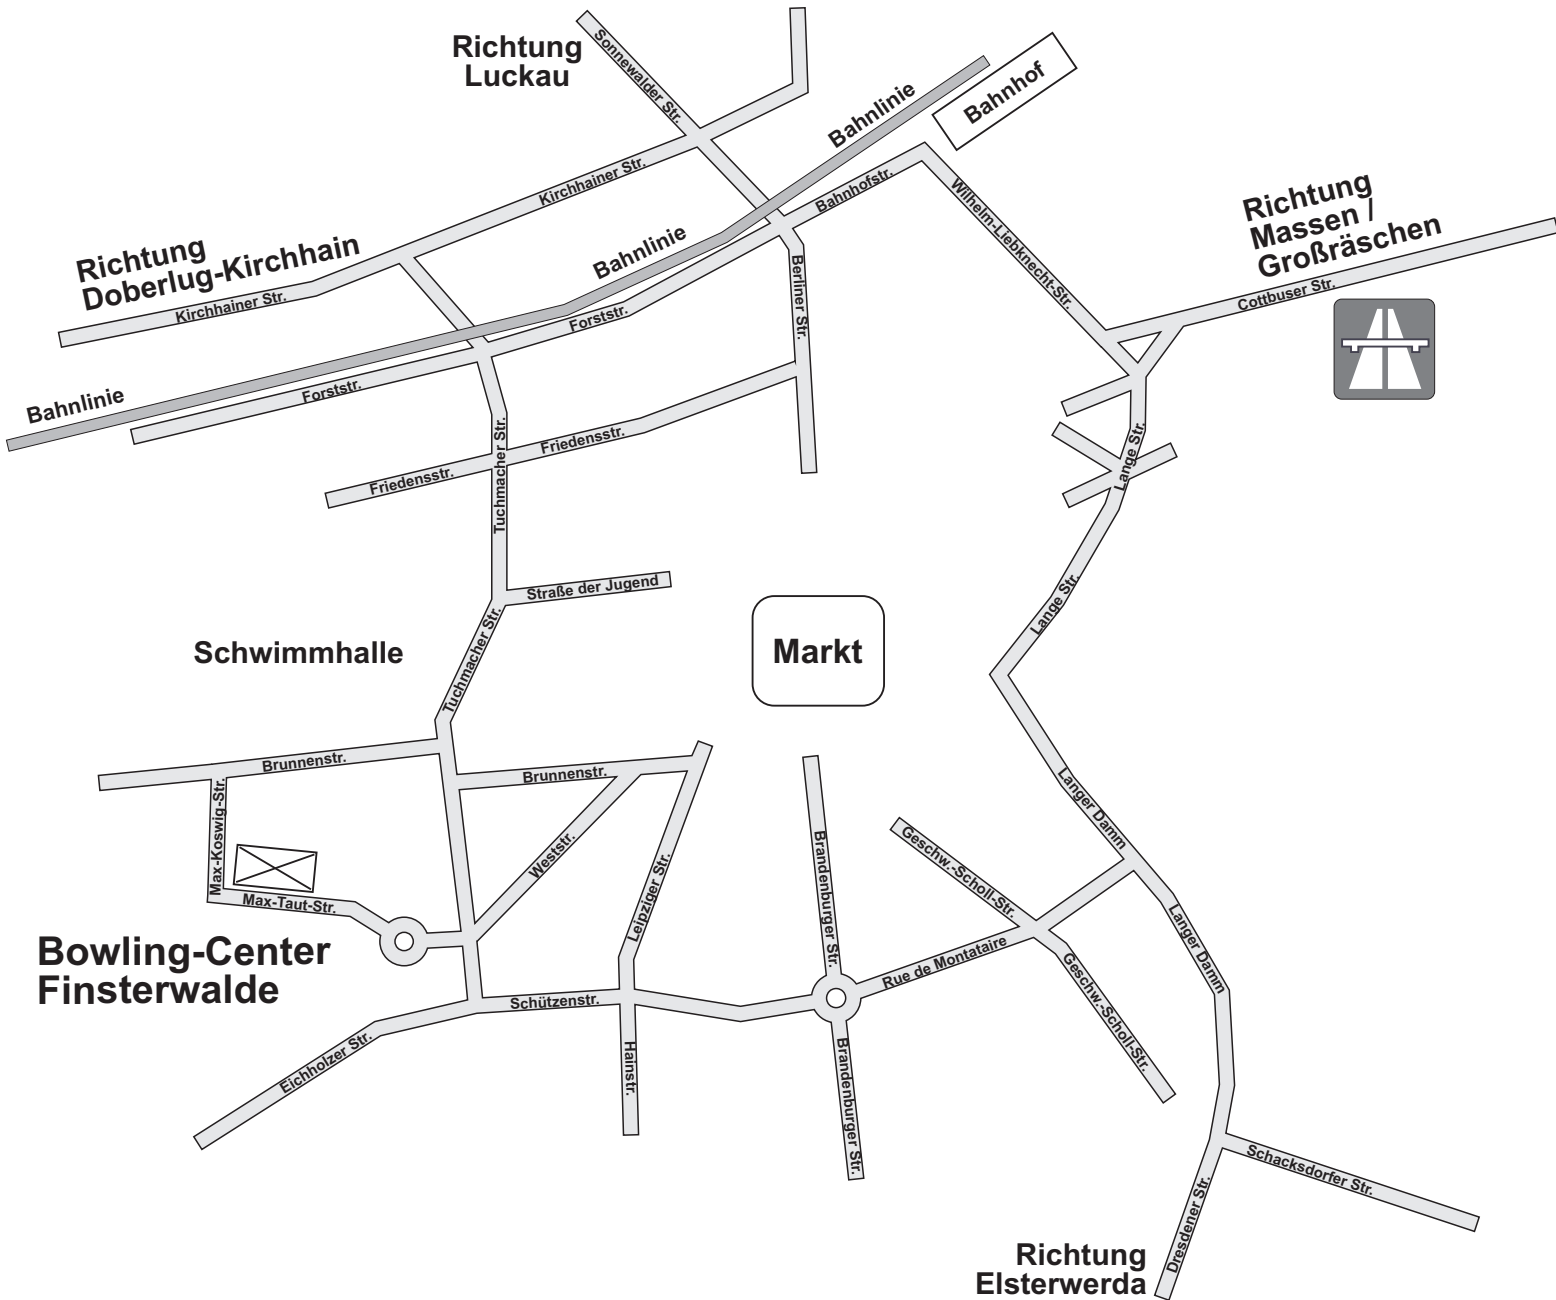 Richtung
Luckau
Sonnewalder Str.
Bahnlinie
Bahnhof
Kirchhainer Str.
Bahnhofstr.
Wilhelm-Liebknecht-Str.
Richtung
Massen /
Großräschen
Cottbuser Str.
Richtung
Doberlug-Kirchhain
Kirchhainer Str.
Bahnlinie
Forststr.
Berliner Str.
Bahnlinie
Forststr.
Tuchmacher Str.
Friedensstr.
Friedensstr.
Lange Str.
Straße der Jugend
Lange Str.
Schwimmhalle
Tuchmacher Str.
Markt
Brunnenstr.
Brunnenstr.
Max-Koswig-Str.
Weststr.
Leipziger Str.
Brandenburger Str.
Geschw.-Scholl-Str.
Langer Damm
Max-Taut-Str.
Bowling-Center
Finsterwalde
Rue de Montataire
Langer Damm
Schützenstr.
Geschw.-Scholl-Str.
Eichholzer Str.
Hainstr.
Brandenburger Str.
Schacksdorfer Str.
Dresdener Str.
Richtung
Elsterwerda